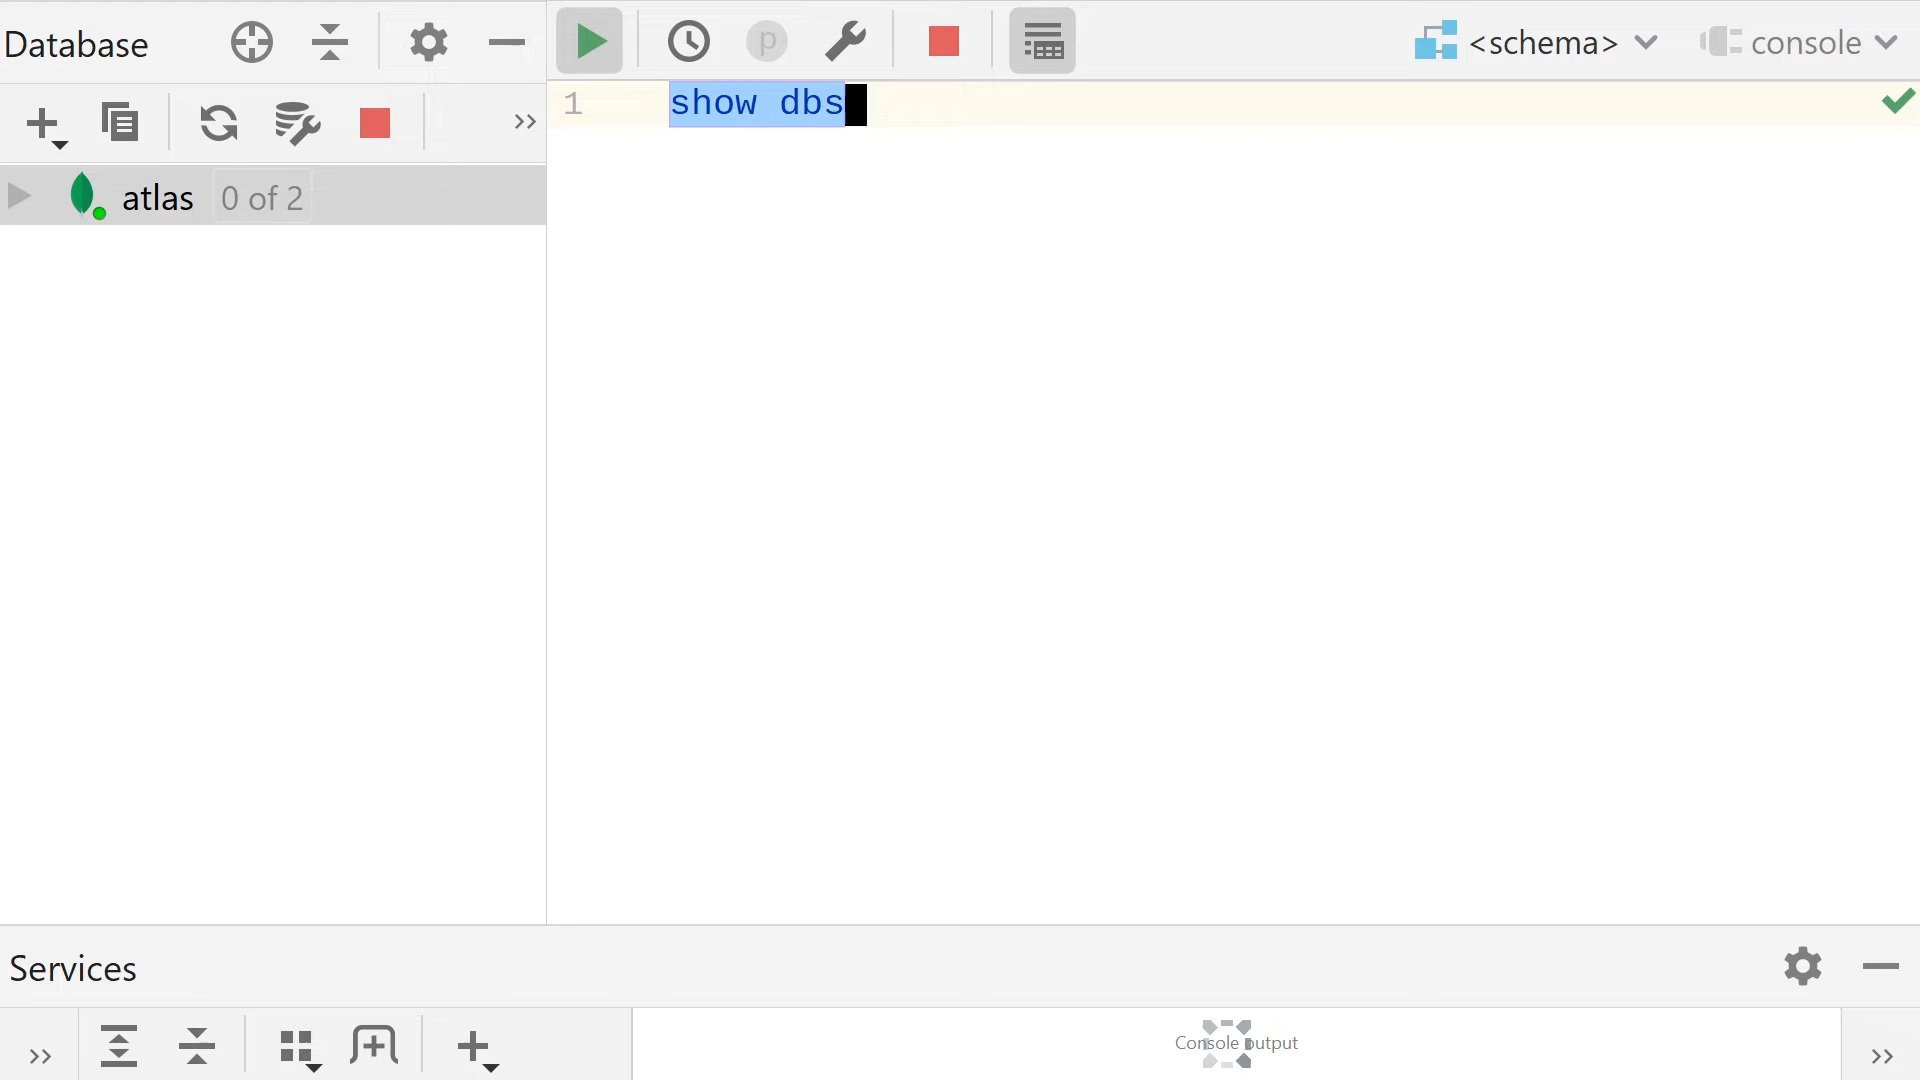 Database
p
<schema>
console
1 show dbs
atlas 0 of 2
Services
Console output